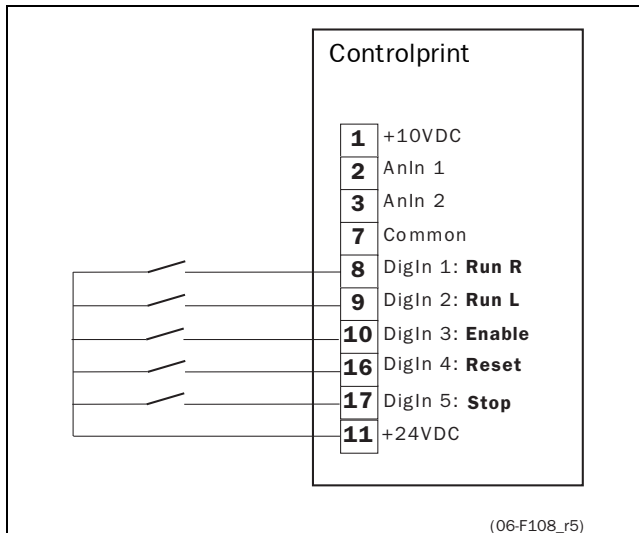 Controlprint
1 +10VDC
2 AnIn 1
3 AnIn 2
7 Common
8 DigIn 1: Run R
9 DigIn 2: Run L
10 DigIn 3: Enable
16 DigIn 4: Reset
17 DigIn 5: Stop
11 +24VDC
(06-F108_r5)